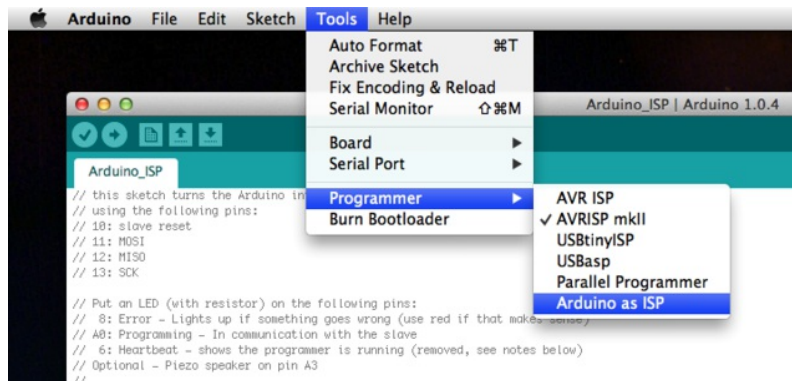 Arduino File Edit Sketch Tools Help
Auto Format ⌘T
Archive Sketch
Fix Encoding & Reload
Serial Monitor ⇧⌘M
Board
Serial Port
Programmer
Burn Bootloader
AVR ISP
✓ AVRISP mkII
USBtinyISP
USBasp
Parallel Programmer
Arduino as ISP
Arduino_ISP | Arduino 1.0.4
Arduino_ISP
// this sketch turns the Arduino
// using the following pins:
// 10: slave reset
// 11: MOSI
// 12: MISO
// 13: SCK
// Put an LED (with resistor) on the following pins:
// 8: Error - Lights up if something goes wrong (use red if that makes sense)
// A0: Programming - In communication with the slave
// 6: Heartbeat - shows the programmer is running (removed, see notes below)
// Optional - Piezo speaker on pin A3
//